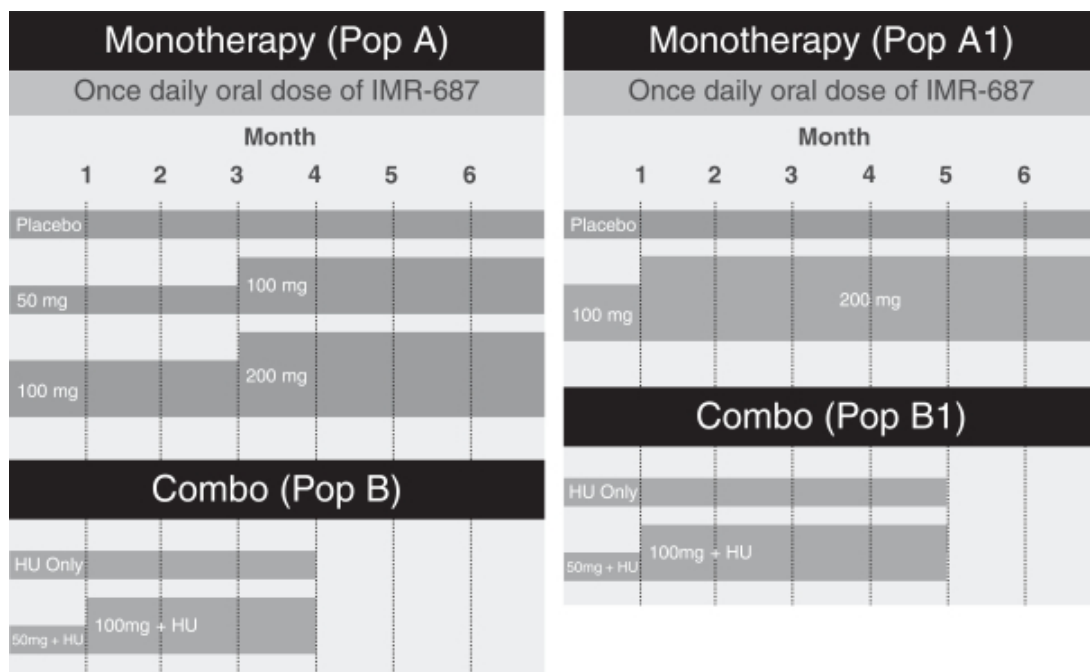 Monotherapy (Pop A)
Once daily oral dose of IMR-687
Month
1 2 3 4 5 6
Placebo
100 mg
50 mg
200 mg
100 mg
Combo (Pop B)
HU Only
100mg + HU
50mg + HU
Monotherapy (Pop A1)
Once daily oral dose of IMR-687
Month
1 2 3 4 5 6
Placebo
200 mg
100 mg
Combo (Pop B1)
HU Only
100mg + HU
50mg + HU